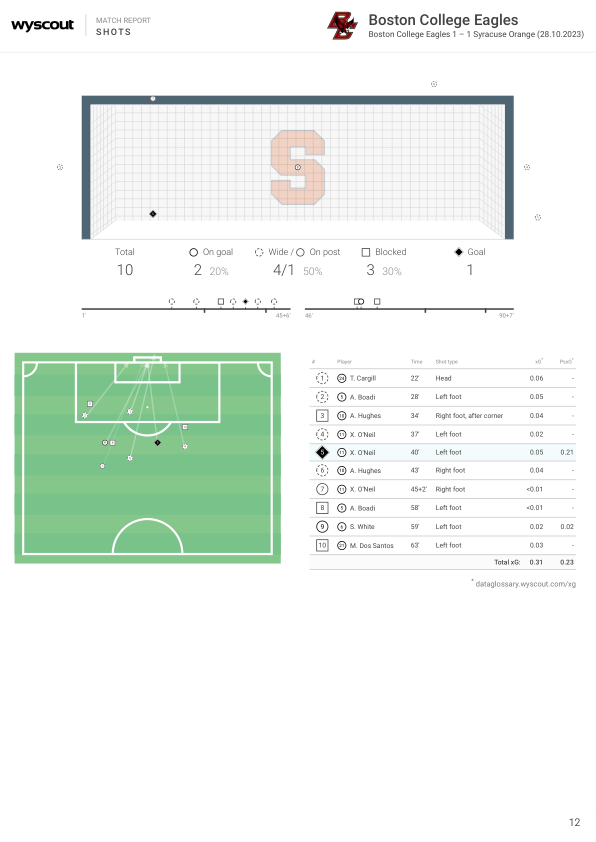 wyscout
MATCH REPORT
SHOTS
Boston College Eagles
Boston College Eagles 1 – 1 Syracuse Orange (28.10.2023)
S
Total On goal Wide / On post Blocked Goal
10 2 20% 4/1 50% 3 30% 1
1' 45+6' 46' 90+7'
# Player Time Shot type xG* PsxG*
1 24 T. Cargill 22' Head 0.06 -
2 5 A. Boadi 28' Left foot 0.05 -
3 A. Hughes 34' Right foot, after corner 0.04 -
4 11 X. O'Neil 37' Left foot 0.02 -
5 11 X. O'Neil 40' Left foot 0.05 0.21
6 A. Hughes 43' Right foot 0.04 -
7 11 X. O'Neil 45+2' Right foot <0.01 -
8 5 A. Boadi 58' Left foot <0.01 -
9 6 S. White 59' Left foot 0.02 0.02
10 M. Dos Santos 63' Left foot 0.03 -
Total xG: 0.31 0.23
* dataglossary.wyscout.com/xg
12